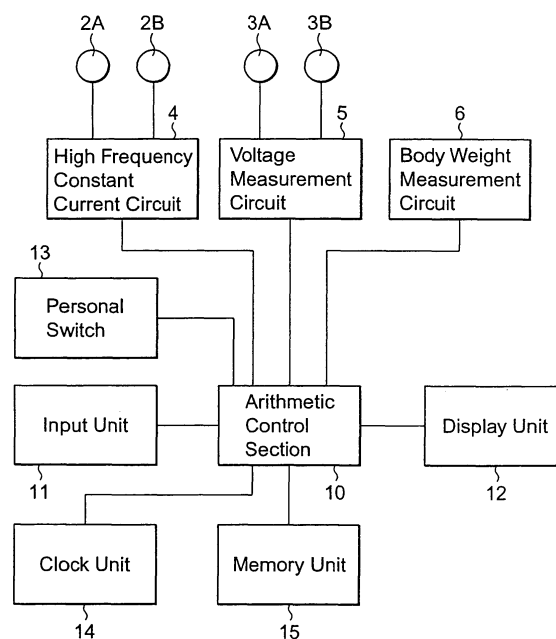 2A 2B 3A 3B
4 5 6
High Frequency
Constant
Current Circuit
Voltage
Measurement
Circuit
Body Weight
Measurement
Circuit
13
Personal
Switch
Input Unit
Arithmetic
Control
Section
Display Unit
11 10 12
Clock Unit
Memory Unit
14 15